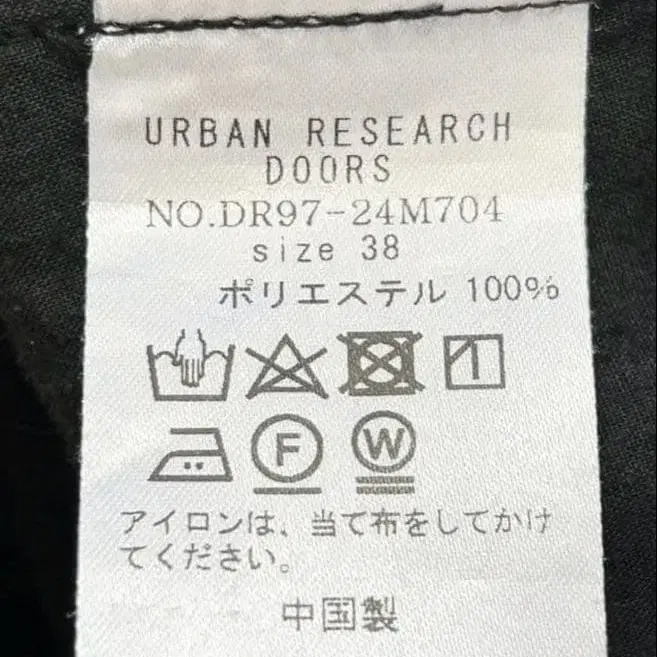 URBAN RESEARCH
DOORS
NO.DR97-24M704
size 38
ポリエステル 100%
F W
アイロンは、当て布をしてかけ
てください。
中国製